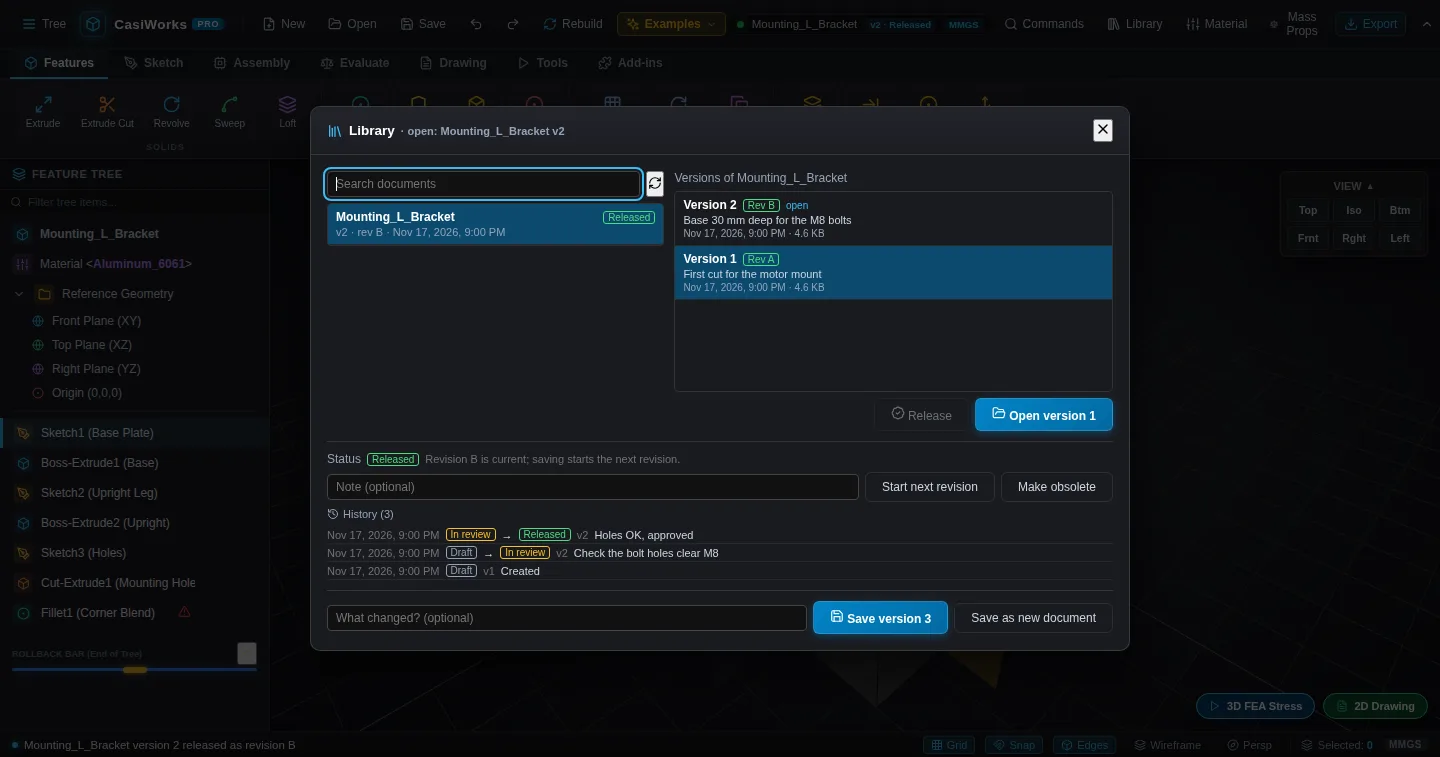 Tree CasiWorks PRO New Open Save Rebuild Examples Mounting_L_Bracket v2 · Released MMGS Commands Library Material Mass Props Export
Features Sketch Assembly Evaluate Drawing Tools Add-ins
Extrude Extrude Cut Revolve Sweep Loft
SOLIDS
Library · open: Mounting_L_Bracket v2
FEATURE TREE
Filter tree items...
Mounting_L_Bracket
Material <Aluminum_6061>
Reference Geometry
Front Plane (XY)
Top Plane (XZ)
Right Plane (YZ)
Origin (0,0,0)
Sketch1 (Base Plate)
Boss-Extrude1 (Base)
Sketch2 (Upright Leg)
Boss-Extrude2 (Upright)
Sketch3 (Holes)
Cut-Extrude1 (Mounting Hole
Fillet1 (Corner Blend)
ROLLBACK BAR (End of Tree)
Search documents
Mounting_L_Bracket Released
v2 · rev B · Nov 17, 2026, 9:00 PM
Versions of Mounting_L_Bracket
Version 2 Rev B open
Base 30 mm deep for the M8 bolts
Nov 17, 2026, 9:00 PM · 4.6 KB
Version 1 Rev A
First cut for the motor mount
Nov 17, 2026, 9:00 PM · 4.6 KB
Release Open version 1
Status Released Revision B is current; saving starts the next revision.
Note (optional) Start next revision Make obsolete
History (3)
Nov 17, 2026, 9:00 PM In review → Released v2 Holes OK, approved
Nov 17, 2026, 9:00 PM Draft → In review v2 Check the bolt holes clear M8
Nov 17, 2026, 9:00 PM Draft v1 Created
What changed? (optional) Save version 3 Save as new document
VIEW ▲
Top Iso Btm
Frnt Rght Left
3D FEA Stress 2D Drawing
Mounting_L_Bracket version 2 released as revision B Grid Snap Edges Wireframe Persp Selected: 0 MMGS